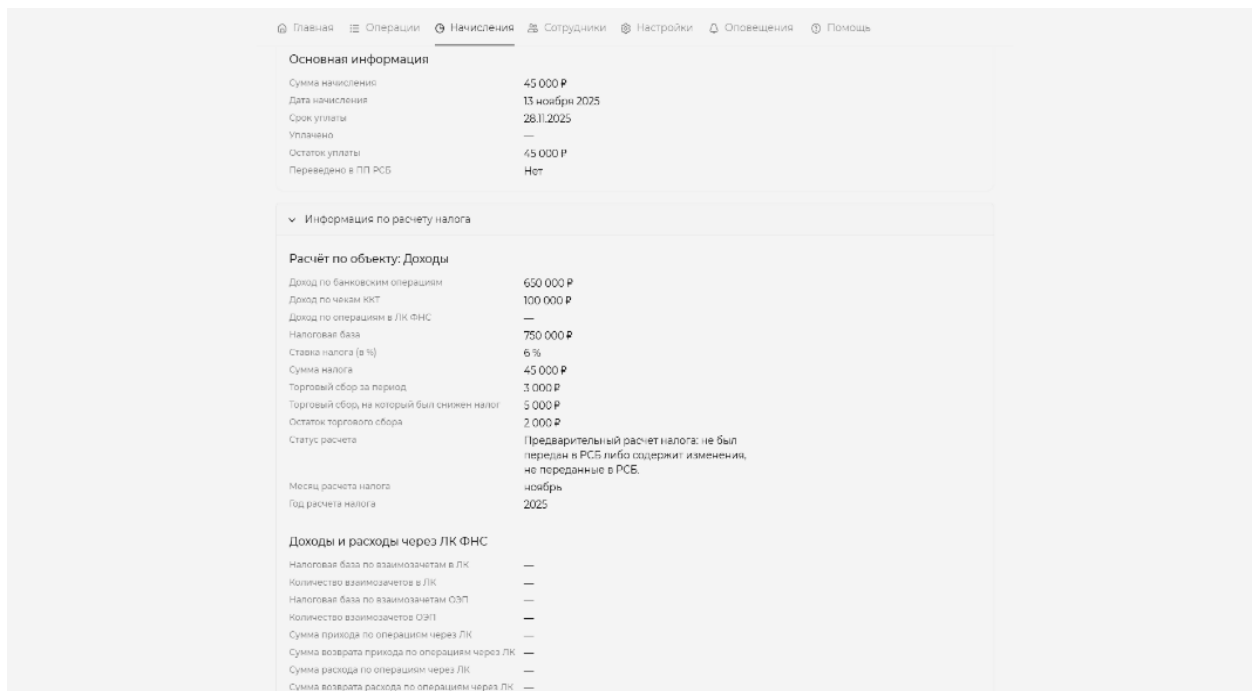 Главная Операции Начисления Сотрудники Настройки Оповещения Помощь
Основная информация
Сумма начисления 45 000 ₽
Дата начисления 13 ноября 2025
Срок уплаты 28.11.2025
Уплачено —
Остаток уплаты 45 000 ₽
Переведено в ПП РСБ Нет
Информация по расчету налога
Расчёт по объекту: Доходы
Доход по банковским операциям 650 000 ₽
Доход по чекам ККТ 100 000 ₽
Доход по операциям в ЛК ФНС —
Налоговая база 750 000 ₽
Ставка налога (в %) 6 %
Сумма налога 45 000 ₽
Торговый сбор за период 3 000 ₽
Торговый сбор, на который был снижен налог 5 000 ₽
Остаток торгового сбора 2 000 ₽
Статус расчета Предварительный расчет налога: не был
передан в РСБ либо содержит изменения,
не переданные в РСБ.
Месяц расчета налога ноябрь
Год расчета налога 2025
Доходы и расходы через ЛК ФНС
Налоговая база по взаимозачетам в ЛК —
Количество взаимозачетов в ЛК —
Налоговая база по взаимозачетам ОЭП —
Количество взаимозачетов ОЭП —
Сумма прихода по операциям через ЛК —
Сумма возврата прихода по операциям через ЛК —
Сумма расхода по операциям через ЛК —
Сумма возврата расхода по операциям через ЛК —